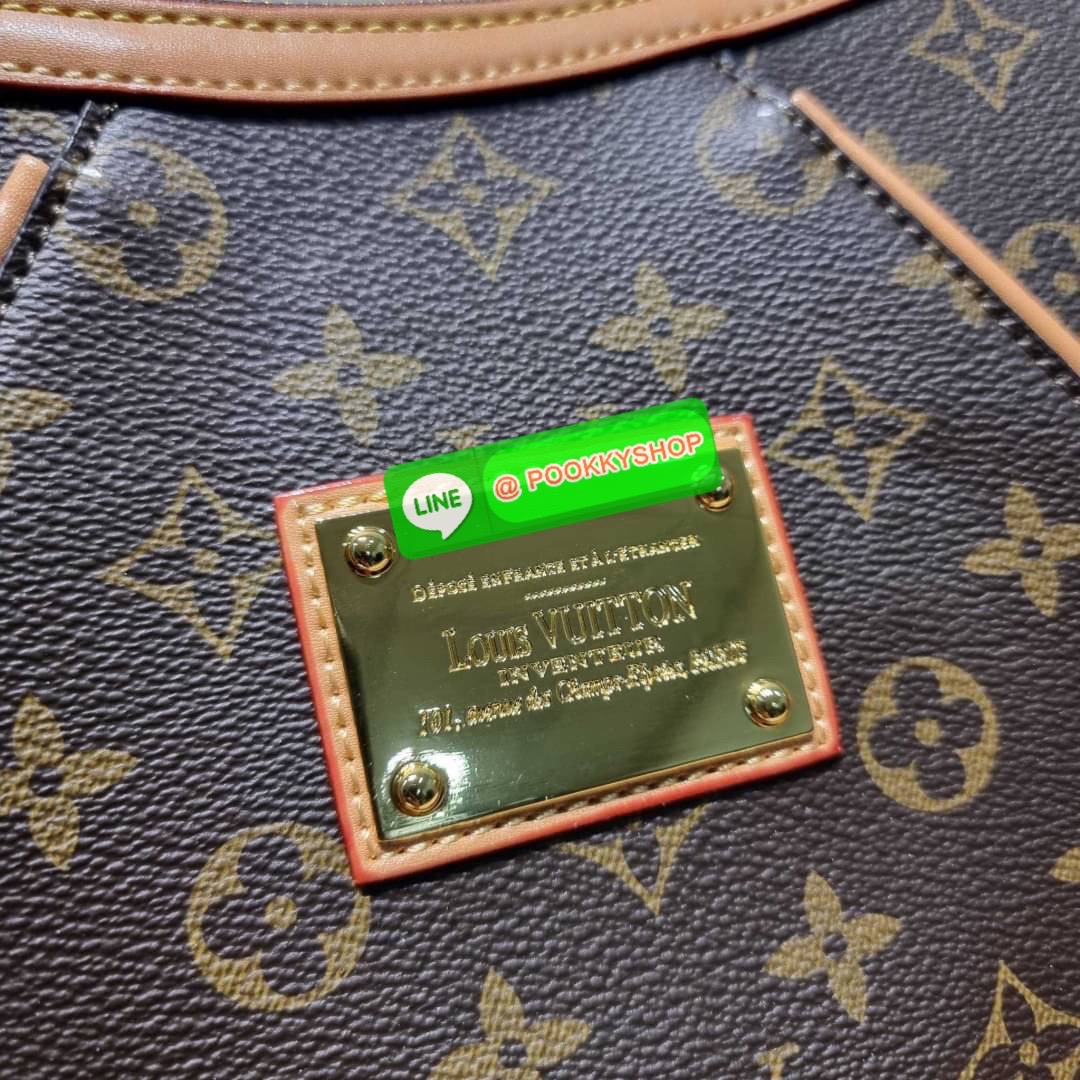 LINE @ POOKKYSHOP
DÉPOSÉ EN FRANCE ET À L'ÉTRANGER
LOUIS VUITTON
INVENTEUR
101, avenue des Champs-Elysées, PARIS